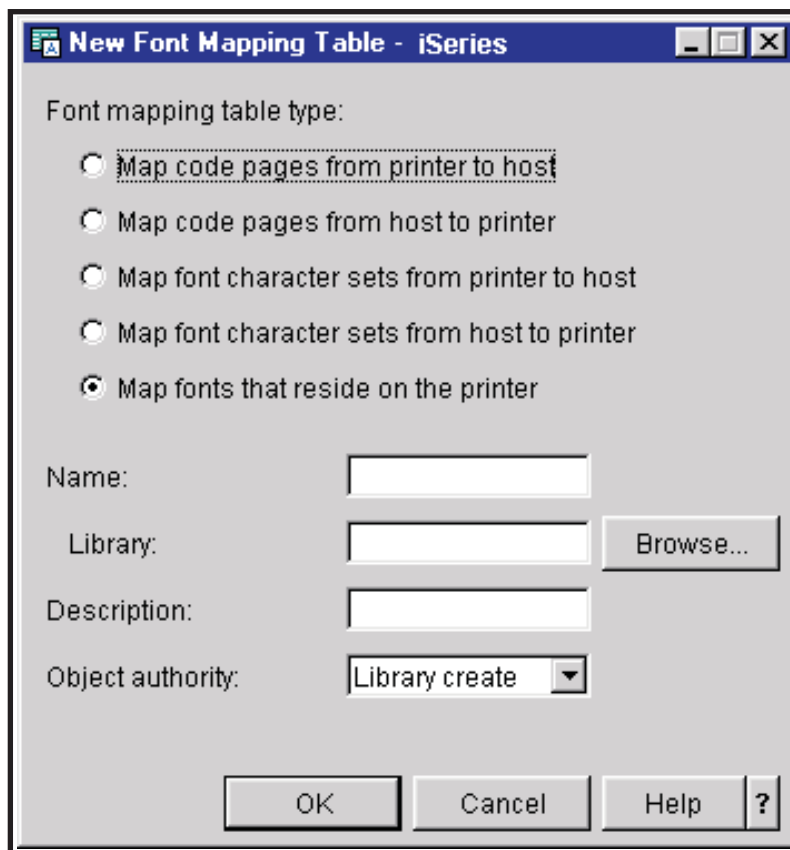 New Font Mapping Table - iSeries
Font mapping table type:
Map code pages from printer to host
Map code pages from host to printer
Map font character sets from printer to host
Map font character sets from host to printer
Map fonts that reside on the printer
Name:
Library: Browse...
Description:
Object authority: Library create
OK Cancel Help ?